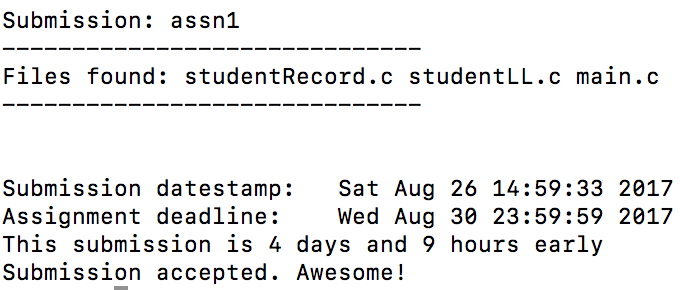 Submission: assn1
------------------------------
Files found: studentRecord.c studentLL.c main.c
------------------------------
Submission datestamp:   Sat Aug 26 14:59:33 2017
Assignment deadline:    Wed Aug 30 23:59:59 2017
This submission is 4 days and 9 hours early
Submission accepted. Awesome!